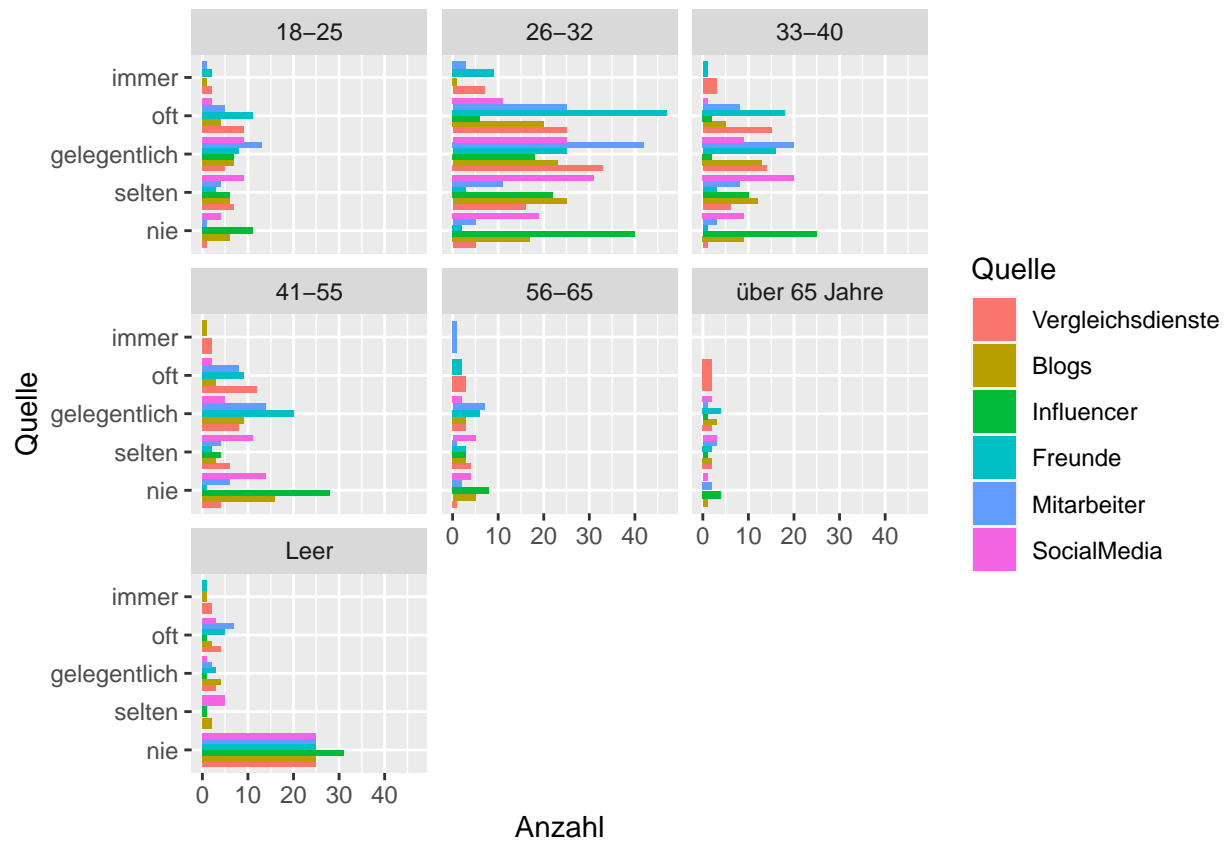 18−25 26−32 33−40
immer
oft
gelegentlich
selten
nie
41−55 56−65 über 65 Jahre
immer
oft
gelegentlich
selten
nie
0 10 20 30 40 0 10 20 30 40
Leer
immer
oft
gelegentlich
selten
nie
0 10 20 30 40
Anzahl
Quelle
Quelle
Vergleichsdienste
Blogs
Influencer
Freunde
Mitarbeiter
SocialMedia